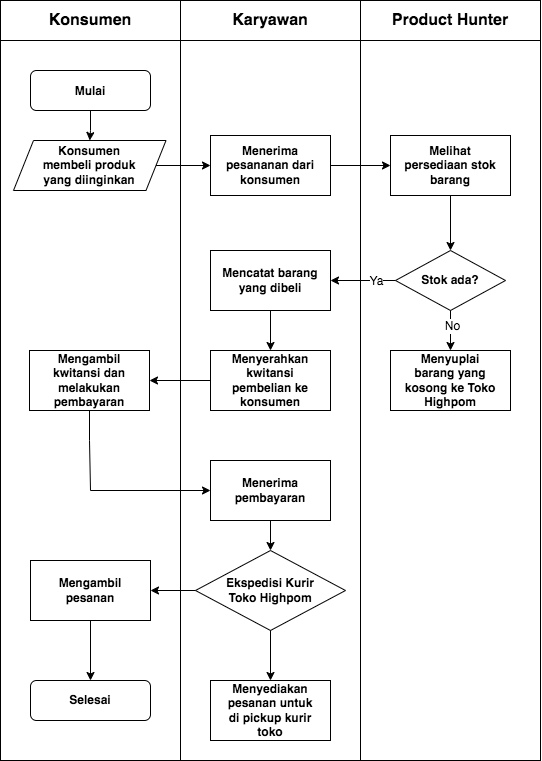 Konsumen
Karyawan
Product Hunter
Mulai
Konsumen
membeli produk
yang diinginkan
Menerima
pesananan dari
konsumen
Melihat
persediaan stok
barang
Mencatat barang
yang dibeli
Ya
Stok ada?
No
Mengambil
kwitansi dan
melakukan
pembayaran
Menyerahkan
kwitansi
pembelian ke
konsumen
Menyuplai
barang yang
kosong ke Toko
Highpom
Menerima
pembayaran
Mengambil
pesanan
Ekspedisi Kurir
Toko Highpom
Selesai
Menyediakan
pesanan untuk
di pickup kurir
toko